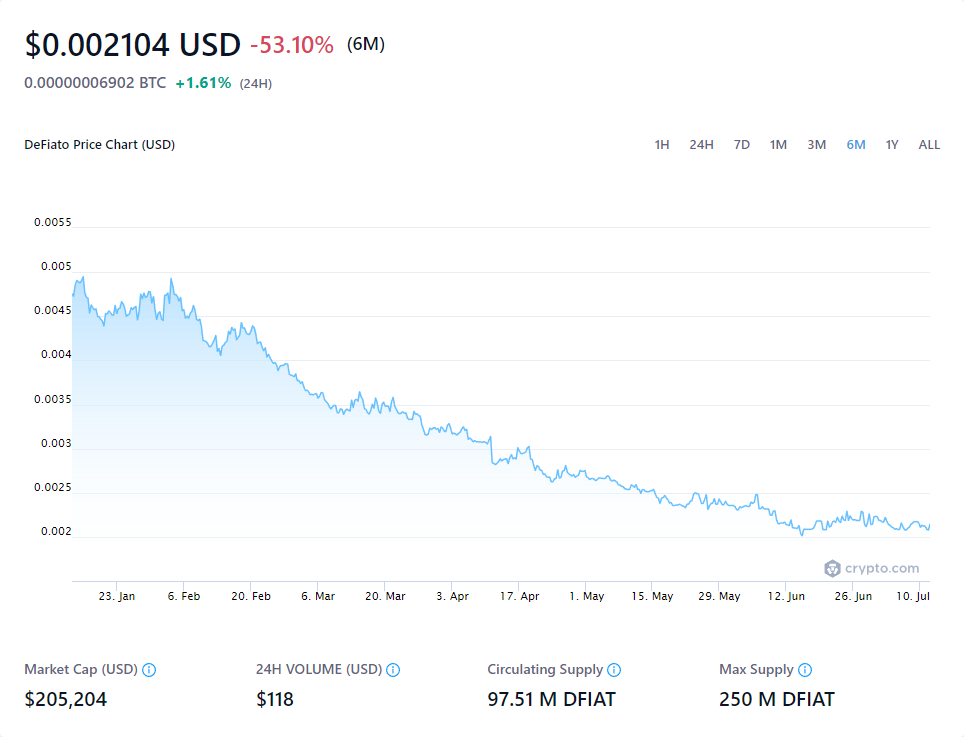 $0.002104 USD -53.10% (6M)
0.00000006902 BTC +1.61% (24H)
DeFiato Price Chart (USD) 1H 24H 7D 1M 3M 6M 1Y ALL
0.0055
0.005
0.0045
0.004
0.0035
0.003
0.0025
0.002
crypto.com
23. Jan 6. Feb 20. Feb 6. Mar 20. Mar 3. Apr 17. Apr 1. May 15. May 29. May 12. Jun 26. Jun 10. Jul
Market Cap (USD) 24H VOLUME (USD) Circulating Supply Max Supply
$205,204 $118 97.51 M DFIAT 250 M DFIAT